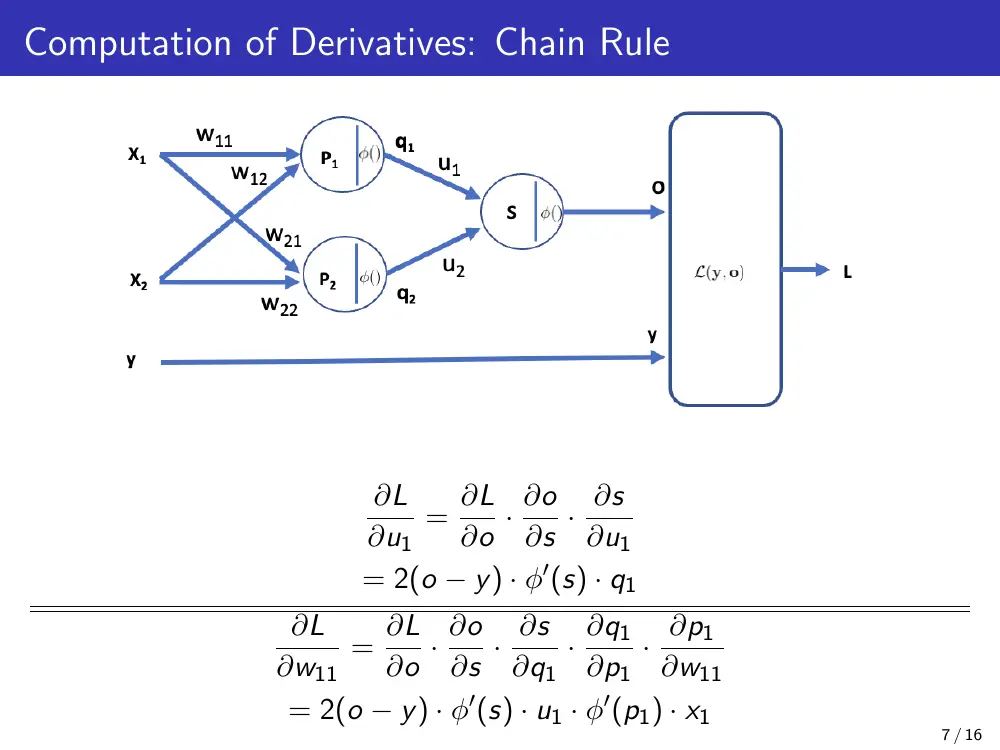 Computation of Derivatives: Chain Rule
X₁ w₁₁ P₁ ϕ() q₁ u₁
w₁₂
S ϕ() O
w₂₁
X₂ P₂ ϕ() u₂ ℒ(y, o) L
w₂₂ q₂
y y
∂L/∂u₁ = ∂L/∂o · ∂o/∂s · ∂s/∂u₁
= 2(o − y) · ϕ′(s) · q₁
∂L/∂w₁₁ = ∂L/∂o · ∂o/∂s · ∂s/∂q₁ · ∂q₁/∂p₁ · ∂p₁/∂w₁₁
= 2(o − y) · ϕ′(s) · u₁ · ϕ′(p₁) · x₁
7 / 16